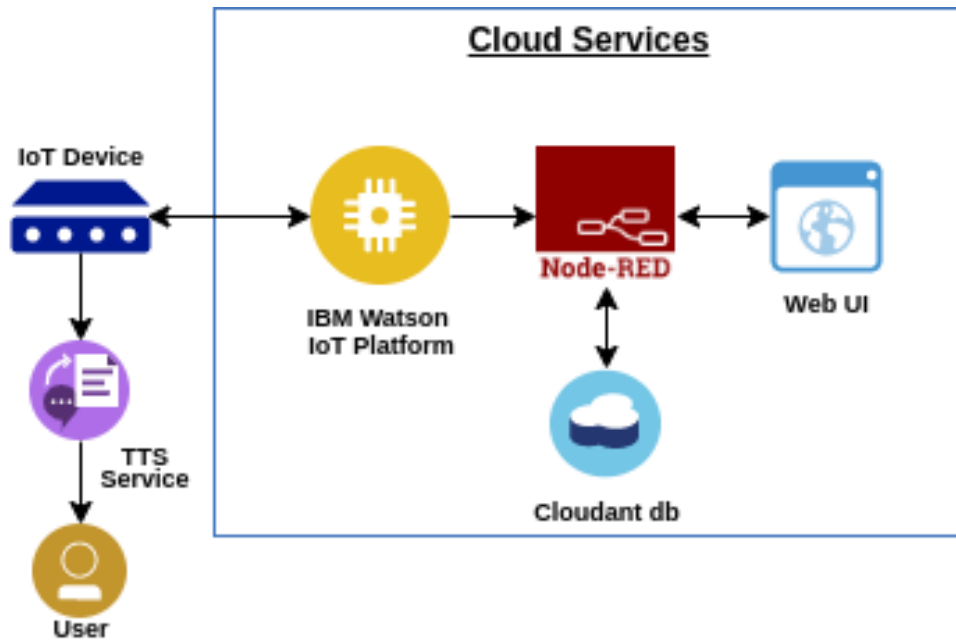 Cloud Services
IoT Device
Node-RED
IBM Watson
IoT Platform
Web UI
TTS
Service
Cloudant db
User